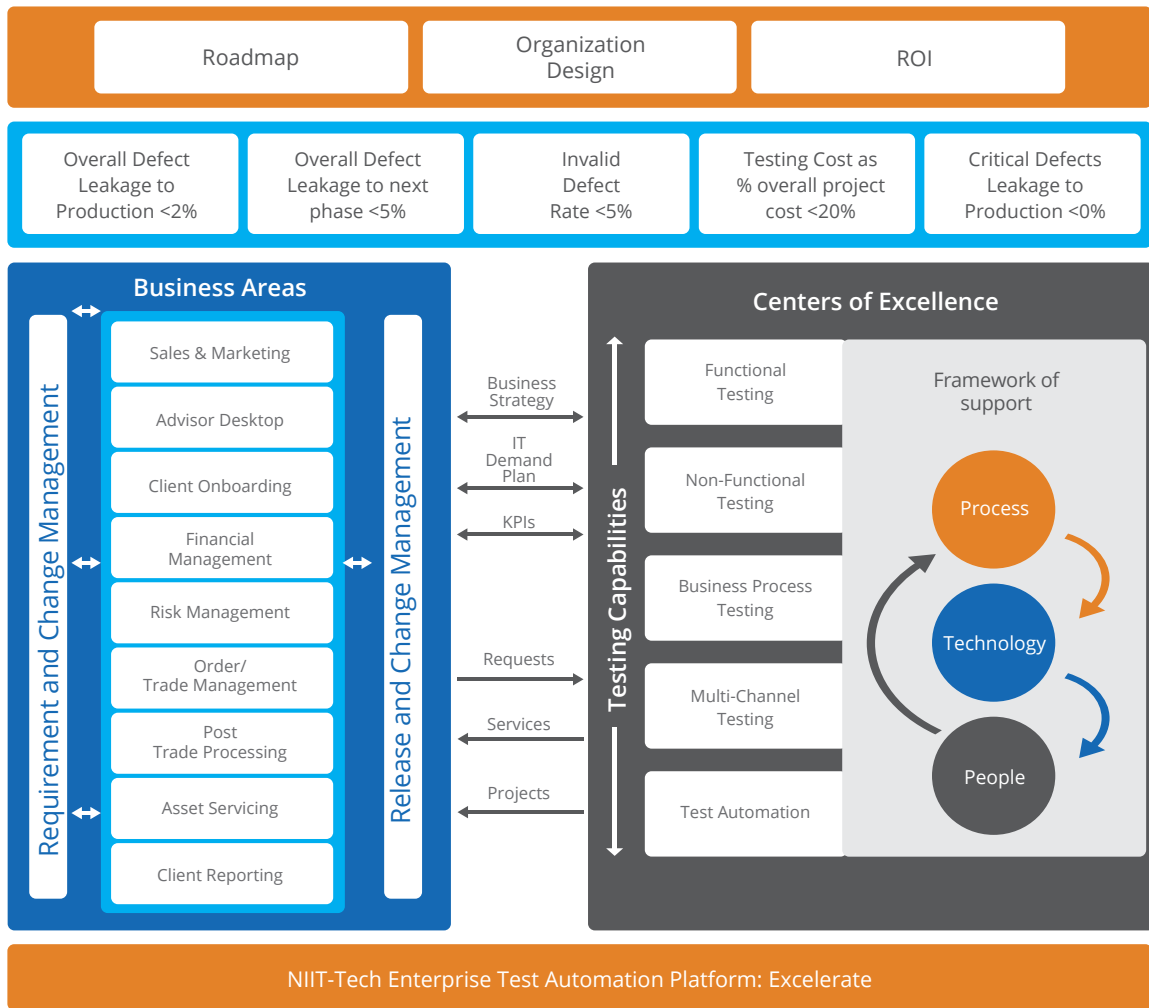 Roadmap
Organization
Design
ROI
Overall Defect
Leakage to
Production <2%
Overall Defect
Leakage to next
phase <5%
Invalid
Defect
Rate <5%
Testing Cost as
% overall project
cost <20%
Critical Defects
Leakage to
Production <0%
Business Areas
Requirement and Change Management
Sales & Marketing
Advisor Desktop
Client Onboarding
Financial
Management
Risk Management
Order/
Trade Management
Post
Trade Processing
Asset Servicing
Client Reporting
Release and Change Management
Business
Strategy
IT
Demand
Plan
KPIs
Requests
Services
Projects
Centers of Excellence
Testing Capabilities
Functional
Testing
Non-Functional
Testing
Business Process
Testing
Multi-Channel
Testing
Test Automation
Framework of
support
Process
Technology
People
NIIT-Tech Enterprise Test Automation Platform: Excelerate